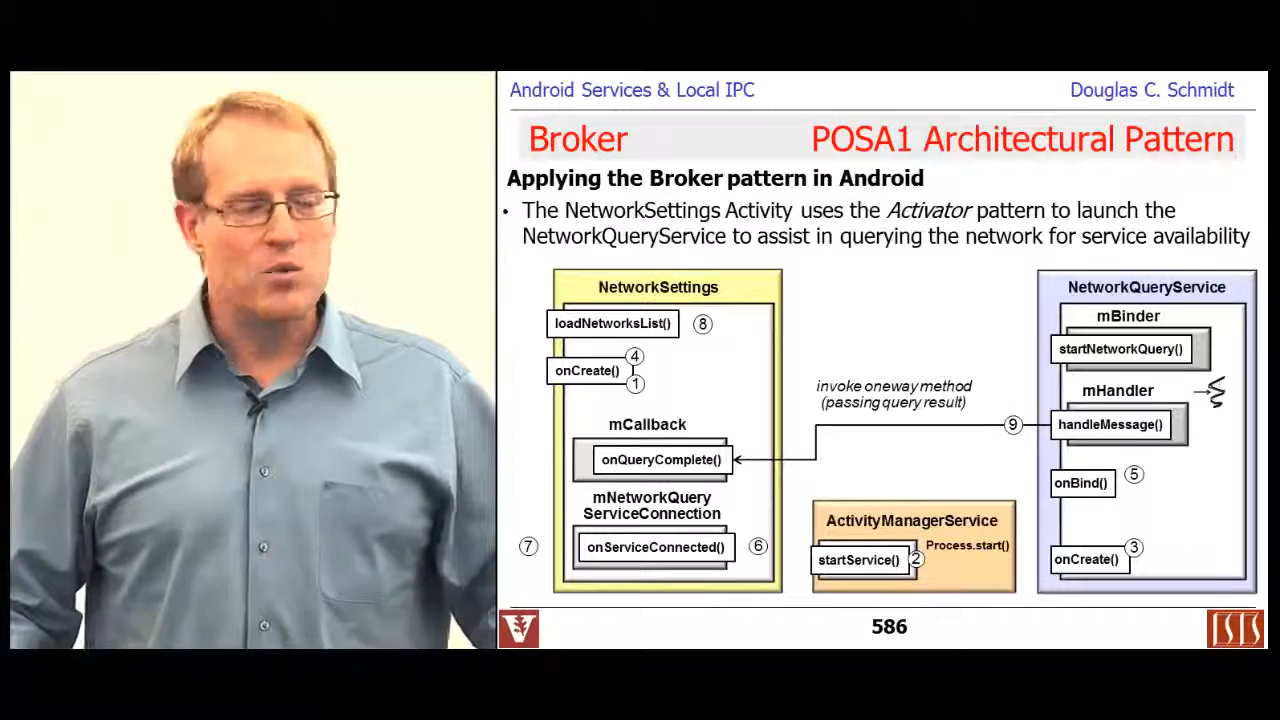 Android Services & Local IPC
Douglas C. Schmidt
Broker
POSA1 Architectural Pattern
Applying the Broker pattern in Android
• The NetworkSettings Activity uses the Activator pattern to launch the
NetworkQueryService to assist in querying the network for service availability
NetworkSettings
loadNetworksList()
8
4
onCreate()
1
mCallback
onQueryComplete()
mNetworkQuery
ServiceConnection
7
onServiceConnected()
6
invoke oneway method
(passing query result)
9
ActivityManagerService
Process.start()
startService()
2
NetworkQueryService
mBinder
startNetworkQuery()
mHandler
handleMessage()
onBind()
5
onCreate()
3
V
586
ISIS